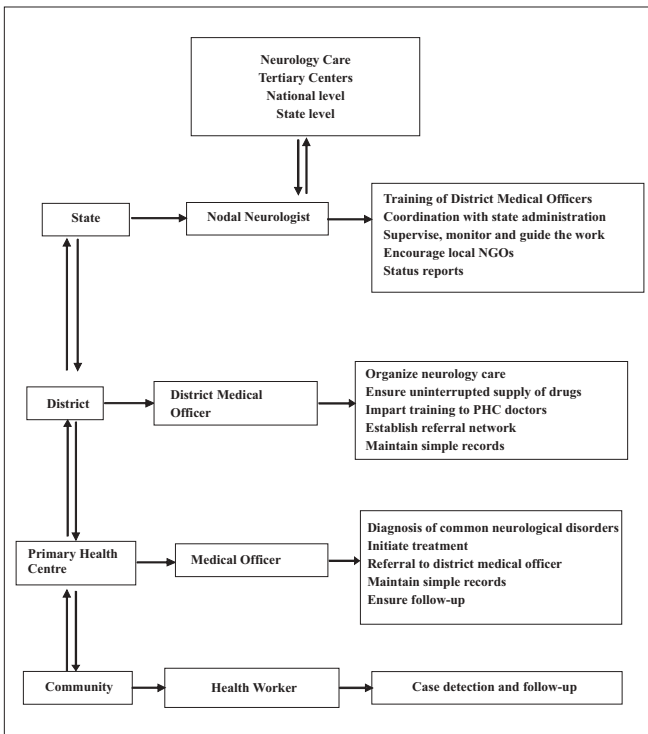 Neurology Care
Tertiary Centers
National level
State level
State
Nodal Neurologist
Training of District Medical Officers
Coordination with state administration
Supervise, monitor and guide the work
Encourage local NGOs
Status reports
District
District Medical
Officer
Organize neurology care
Ensure uninterrupted supply of drugs
Impart training to PHC doctors
Establish referral network
Maintain simple records
Primary Health
Centre
Medical Officer
Diagnosis of common neurological disorders
Initiate treatment
Referral to district medical officer
Maintain simple records
Ensure follow-up
Community
Health Worker
Case detection and follow-up